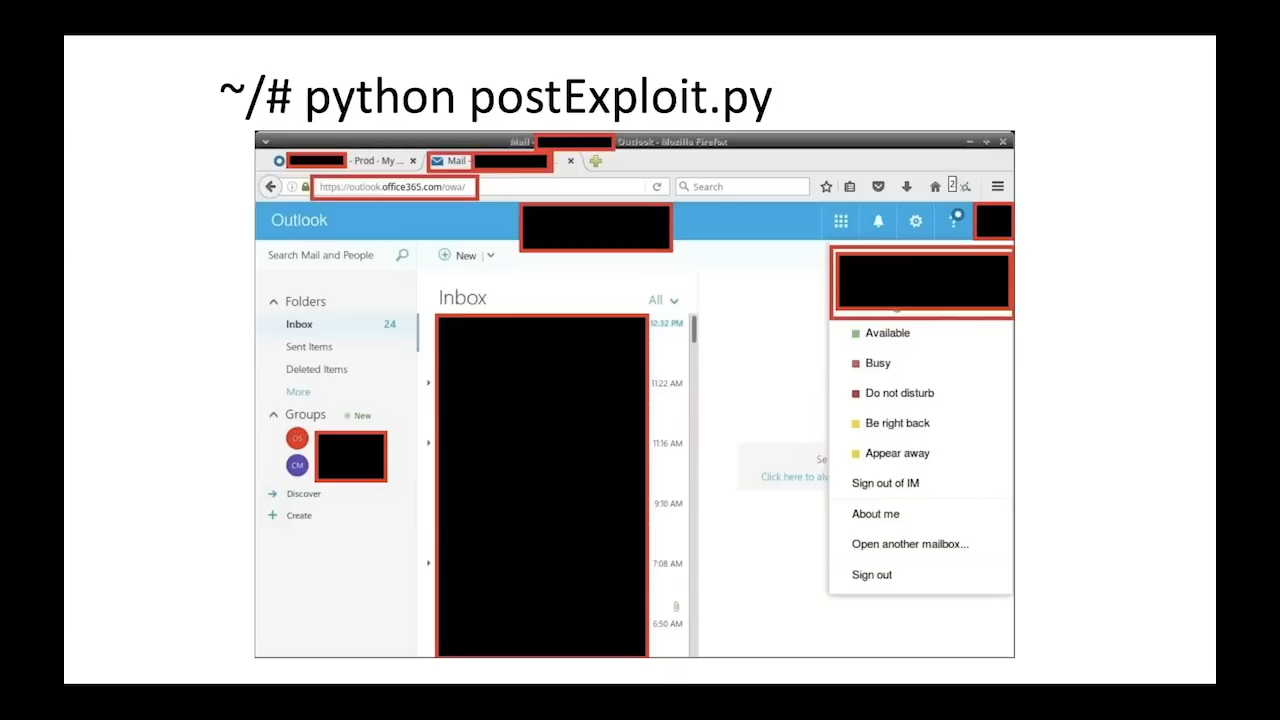 ~/# python postExploit.py
Mail - Outlook - Mozilla Firefox
- Prod - My ... Mail -
https://outlook.office365.com/owa/
Search
2
Outlook
Search Mail and People
New
Folders
Inbox 24
Sent Items
Deleted Items
More
Groups New
OS
CM
Discover
Create
Inbox All
12:32 PM
11:22 AM
11:16 AM
9:10 AM
7:08 AM
6:50 AM
Click here to
Available
Busy
Do not disturb
Be right back
Appear away
Sign out of IM
About me
Open another mailbox...
Sign out